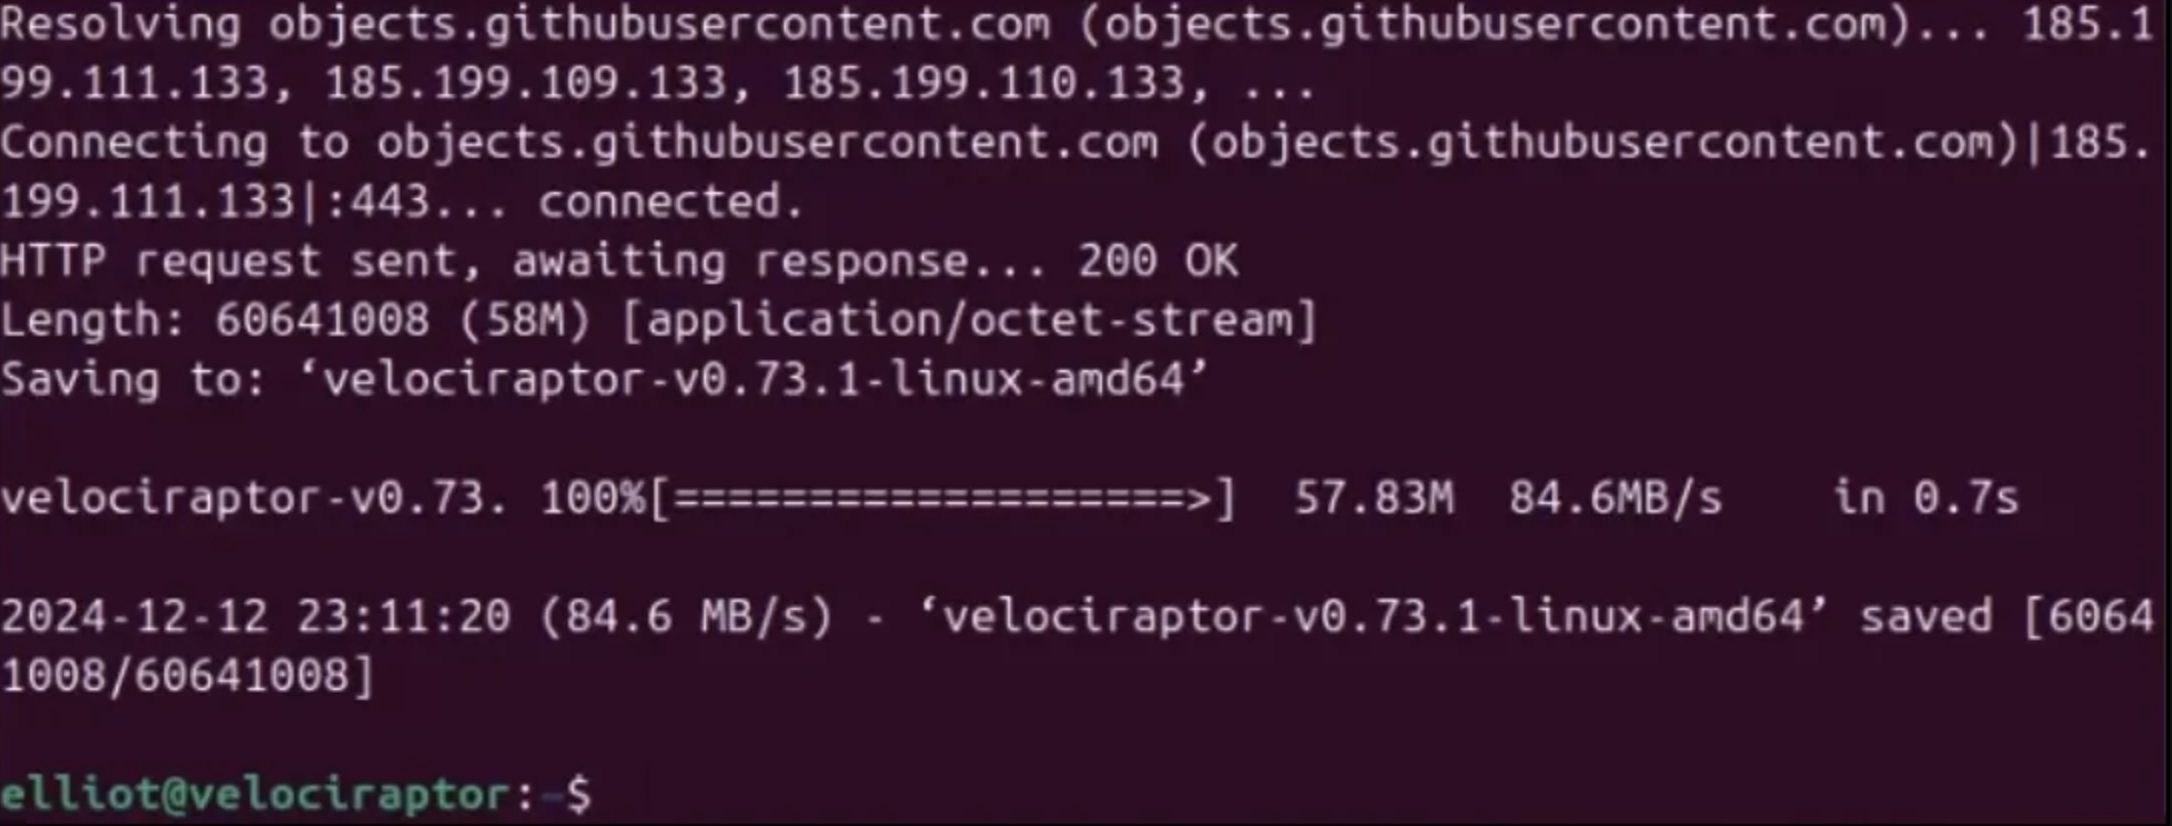 Resolving objects.githubusercontent.com (objects.githubusercontent.com)... 185.1
99.111.133, 185.199.109.133, 185.199.110.133, ...
Connecting to objects.githubusercontent.com (objects.githubusercontent.com)|185.
199.111.133|:443... connected.
HTTP request sent, awaiting response... 200 OK
Length: 60641008 (58M) [application/octet-stream]
Saving to: ‘velociraptor-v0.73.1-linux-amd64’
velociraptor-v0.73. 100%[===================>]  57.83M  84.6MB/s    in 0.7s
2024-12-12 23:11:20 (84.6 MB/s) - ‘velociraptor-v0.73.1-linux-amd64’ saved [6064
1008/60641008]
elliot@velociraptor:~$